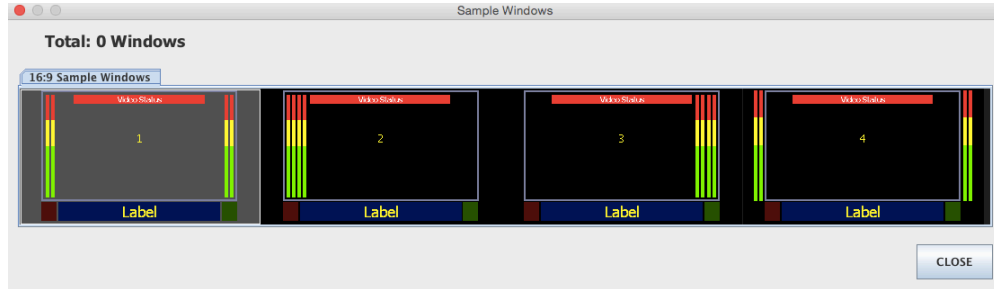 Sample Windows
Total: 0 Windows
16:9 Sample Windows
Video Status
Video Status
Video Status
Video Status
1
2
3
4
Label
Label
Label
Label
CLOSE